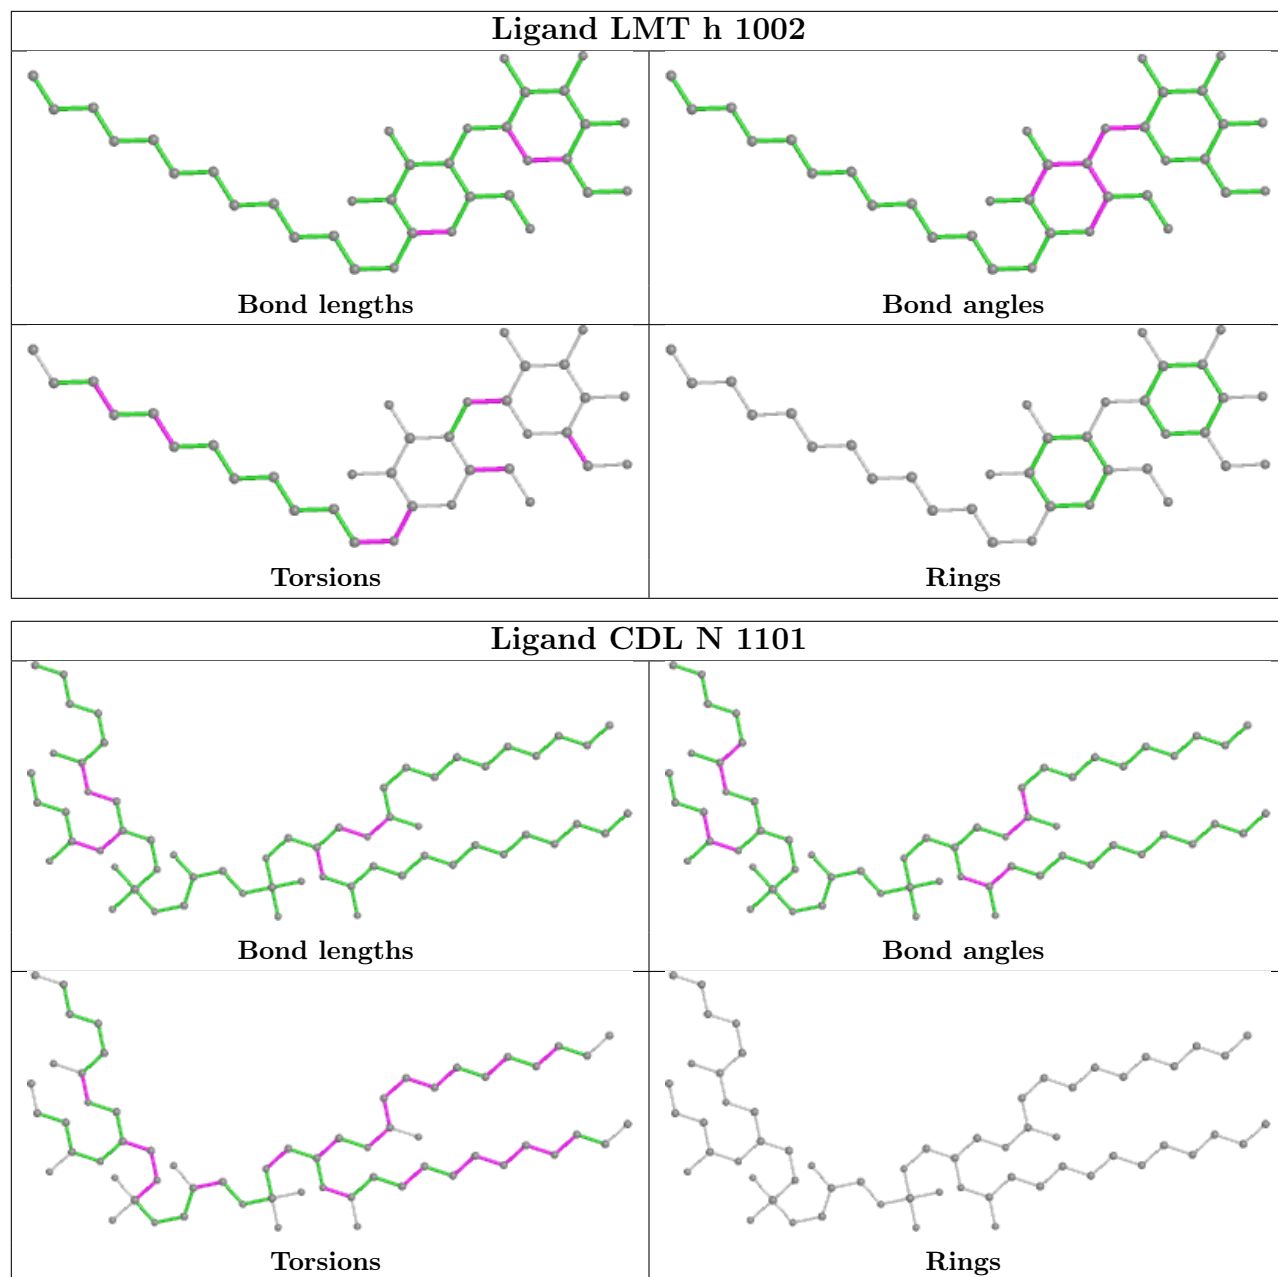 Ligand LMT h 1002
Bond lengths
Bond angles
Torsions
Rings
Ligand CDL N 1101
Bond lengths
Bond angles
Torsions
Rings